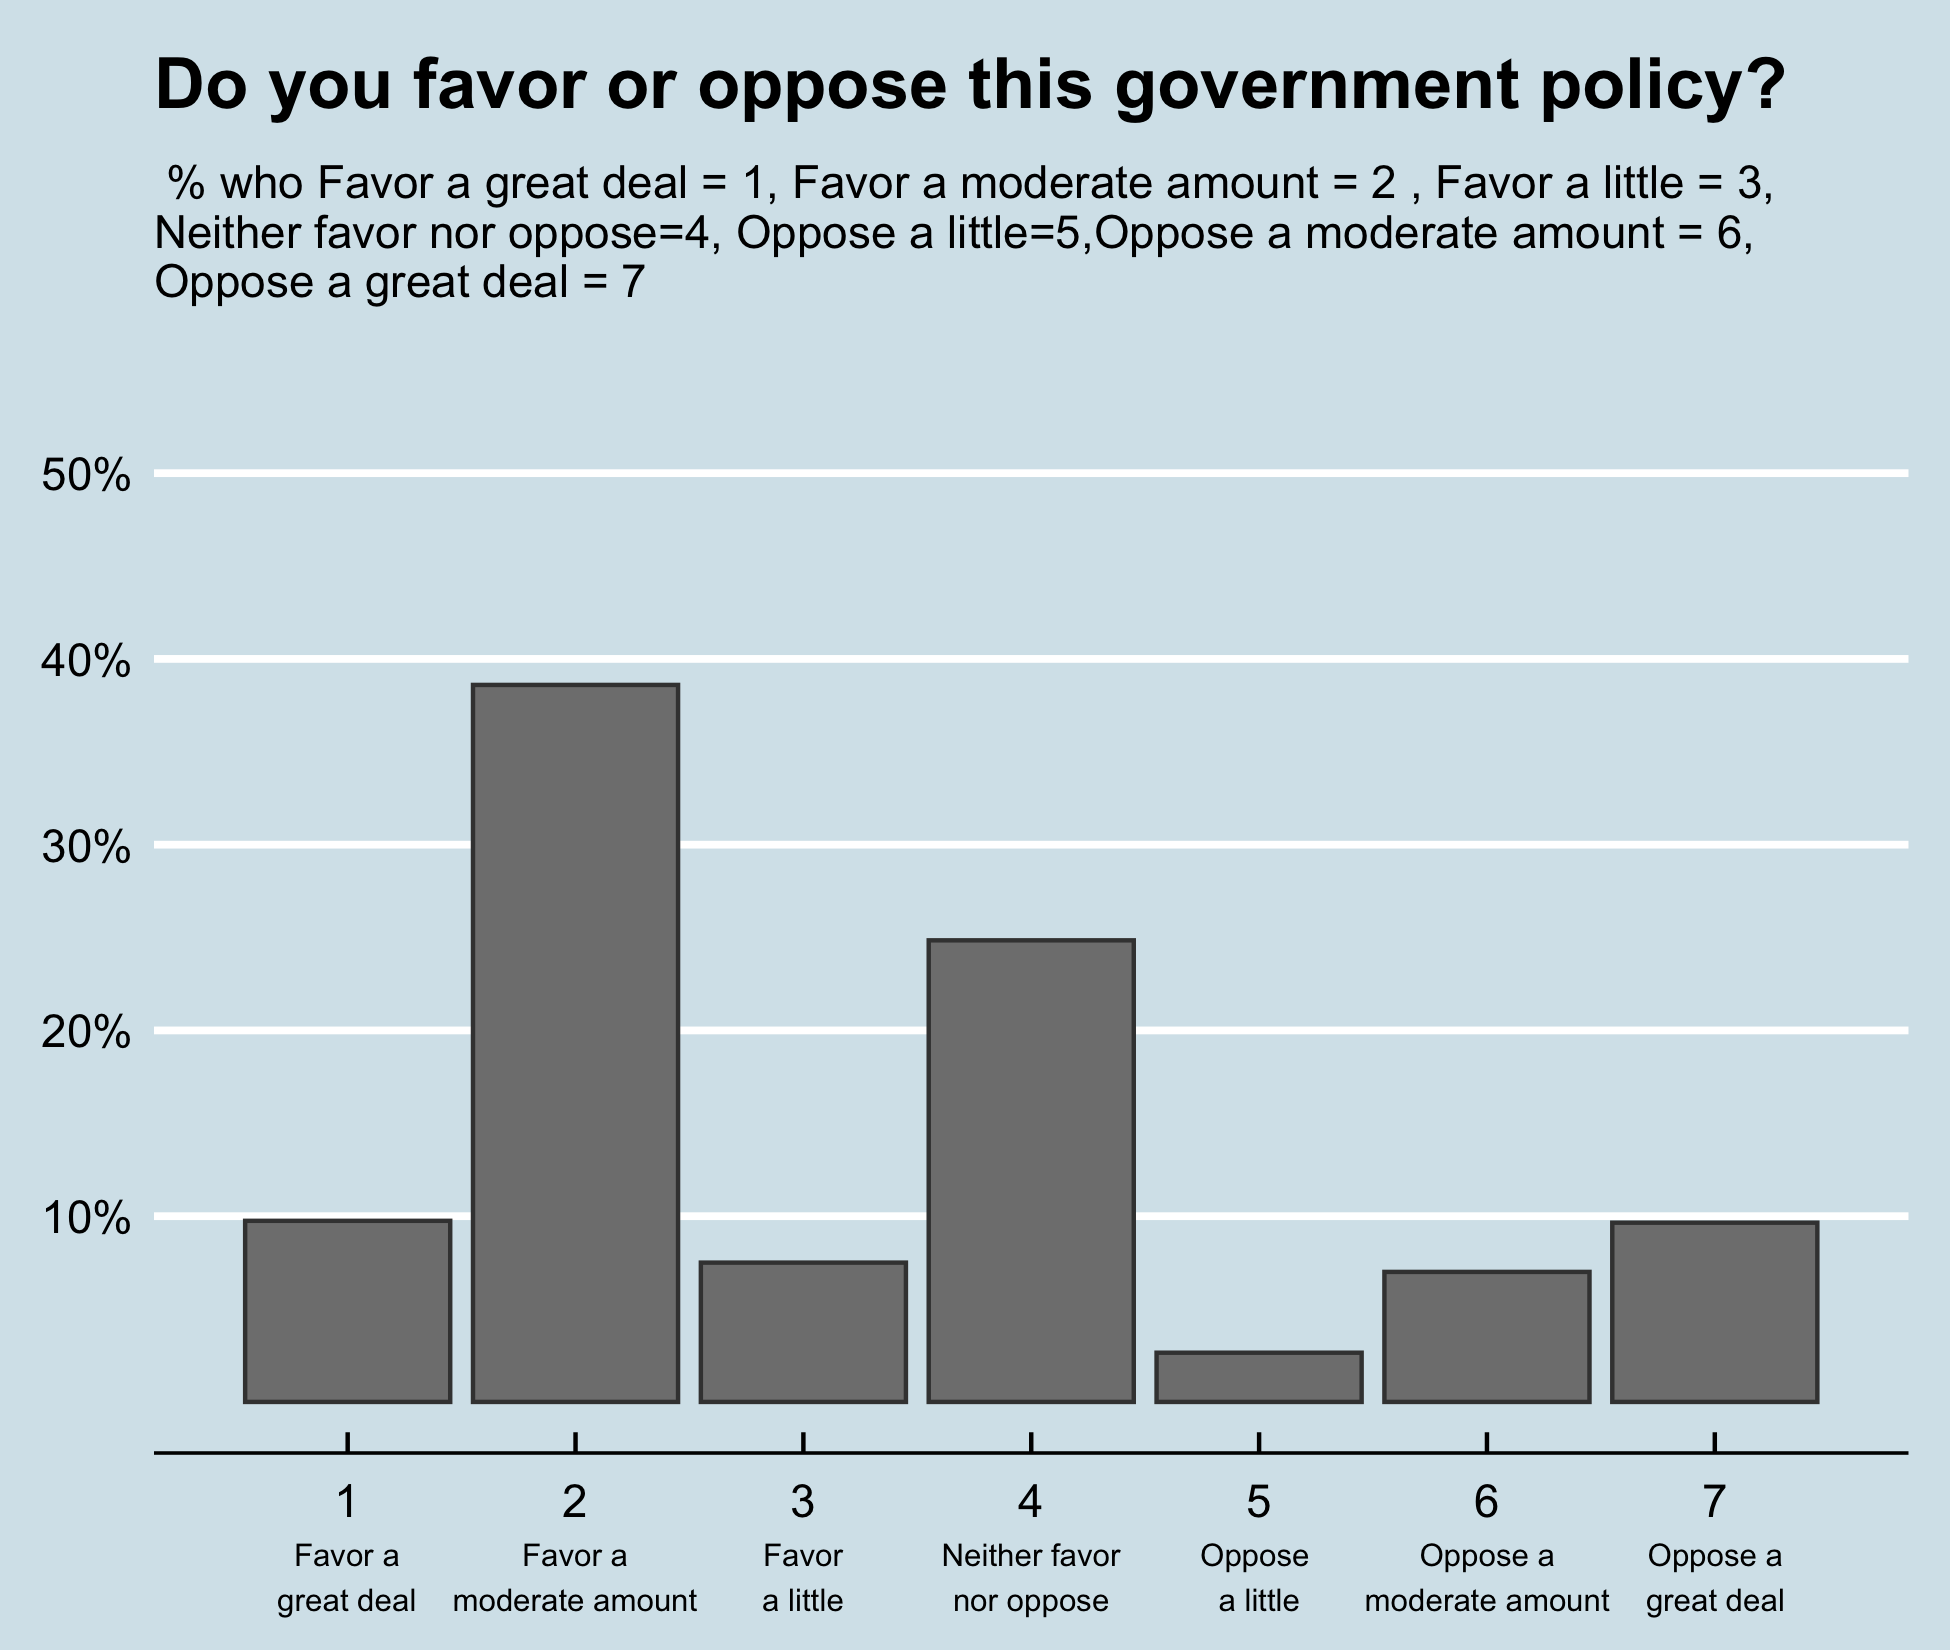 Do you favor or oppose this government policy?
% who Favor a great deal = 1, Favor a moderate amount = 2 , Favor a little = 3,
Neither favor nor oppose=4, Oppose a little=5,Oppose a moderate amount = 6,
Oppose a great deal = 7
50%
40%
30%
20%
10%
1 2 3 4 5 6 7
Favor a Favor a Favor Neither favor Oppose Oppose a Oppose a
great deal moderate amount a little nor oppose a little moderate amount great deal